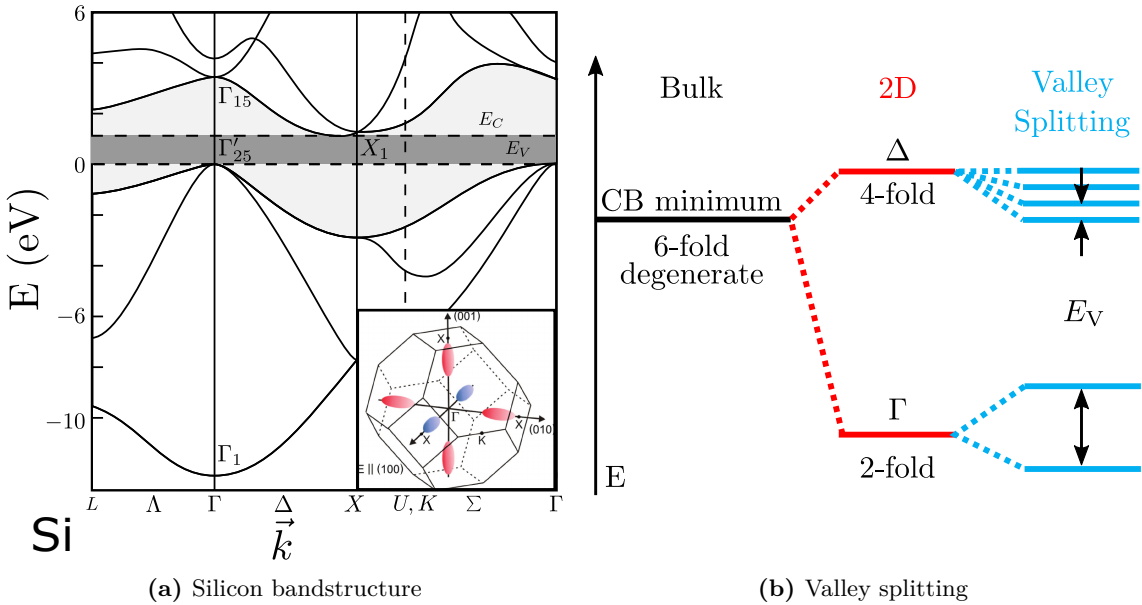 6
0
−6
−10
E (eV)
Γ15
Γ′25
X1
EC
EV
Γ1
(001)
X
Γ
X
(010)
X
K
E || (100)
L Λ Γ Δ X U, K Σ Γ
k⃗
Si
(a) Silicon bandstructure
Bulk
2D
Valley
Splitting
CB minimum
6-fold
degenerate
Δ
4-fold
Γ
2-fold
EV
E
(b) Valley splitting